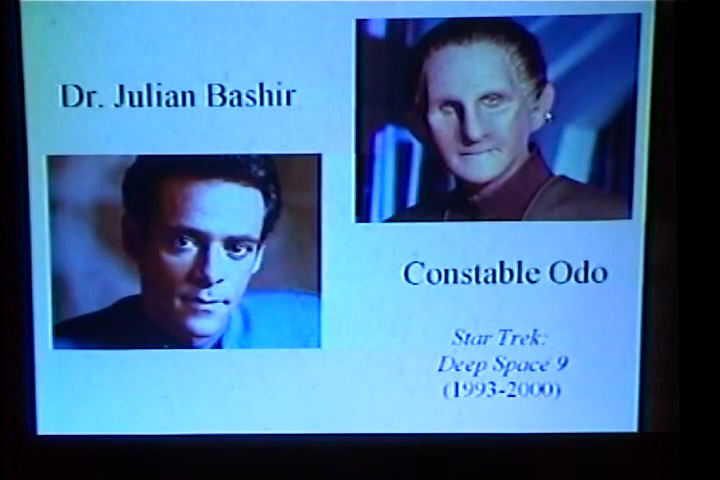 Dr. Julian Bashir
Constable Odo
Star Trek:
Deep Space 9
(1993-2000)